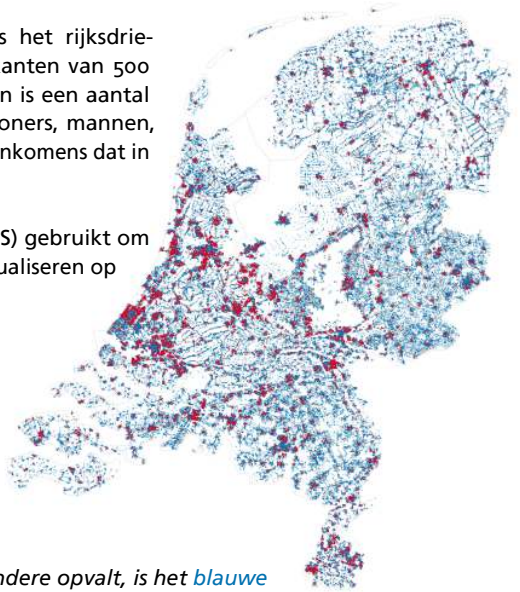 s het rijksdrie-
kanten van 500
n is een aantal
oners, mannen,
nkomens dat in
S) gebruikt om
ualiseren op
ndere opvalt, is het blauwe